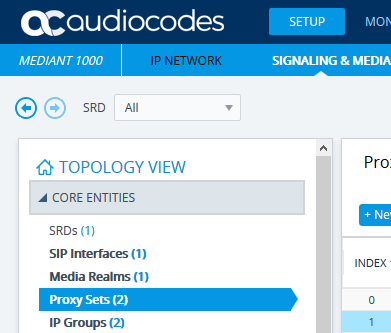 audiocodes SETUP MON
MEDIANT 1000 IP NETWORK SIGNALING & MEDIA
SRD All
TOPOLOGY VIEW
CORE ENTITIES
SRDs (1)
SIP Interfaces (1)
Media Realms (1)
Proxy Sets (2)
IP Groups (2)
Prox
+ New
INDEX
0
1